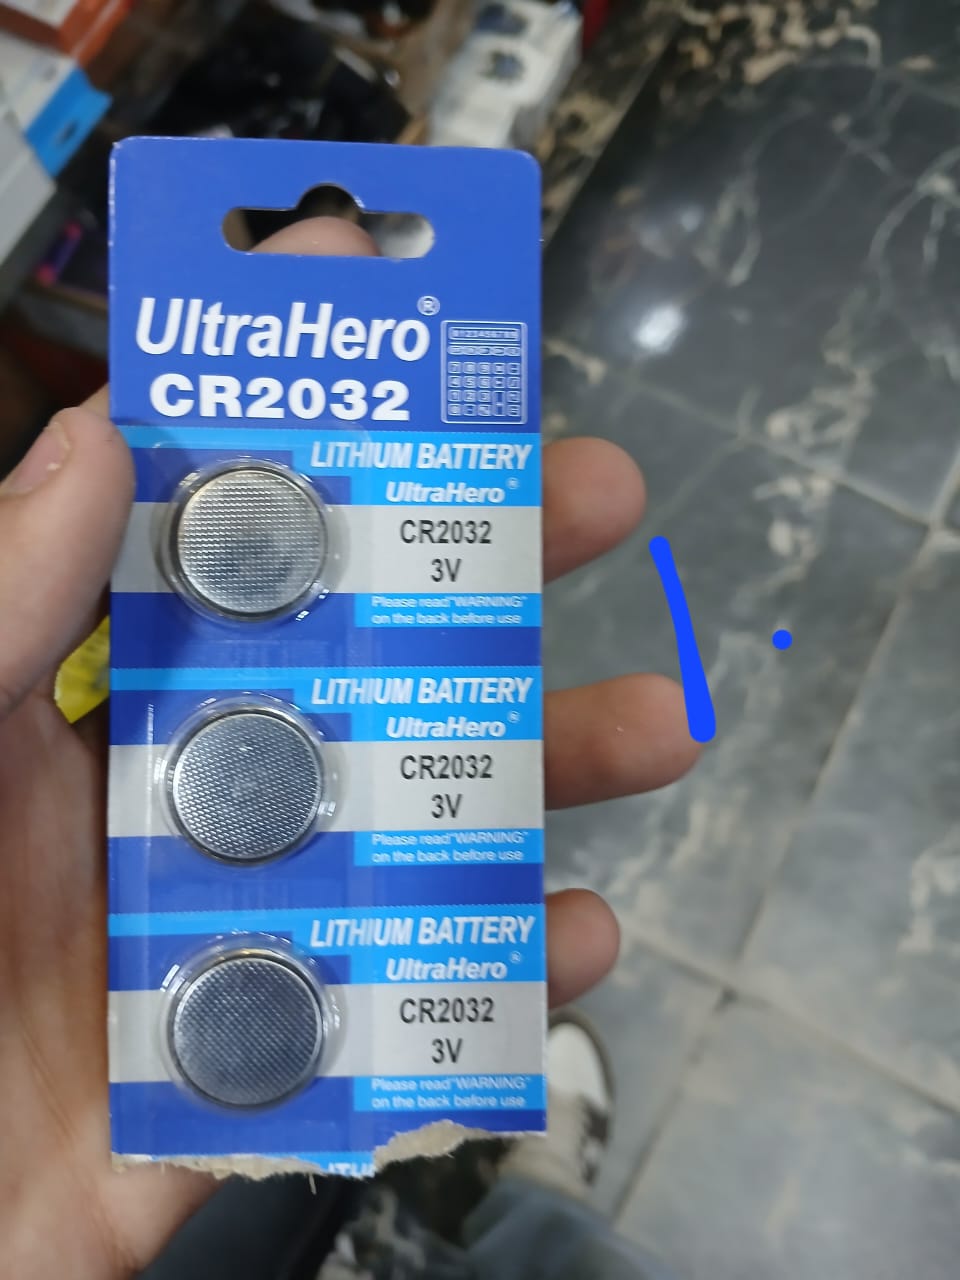 UltraHero®
CR2032
LITHIUM BATTERY
UltraHero®
CR2032
3V
Please read"WARNING"
on the back before use
LITHIUM BATTERY
UltraHero®
CR2032
3V
Please read"WARNING"
on the back before use
LITHIUM BATTERY
UltraHero®
CR2032
3V
Please read"WARNING"
on the back before use